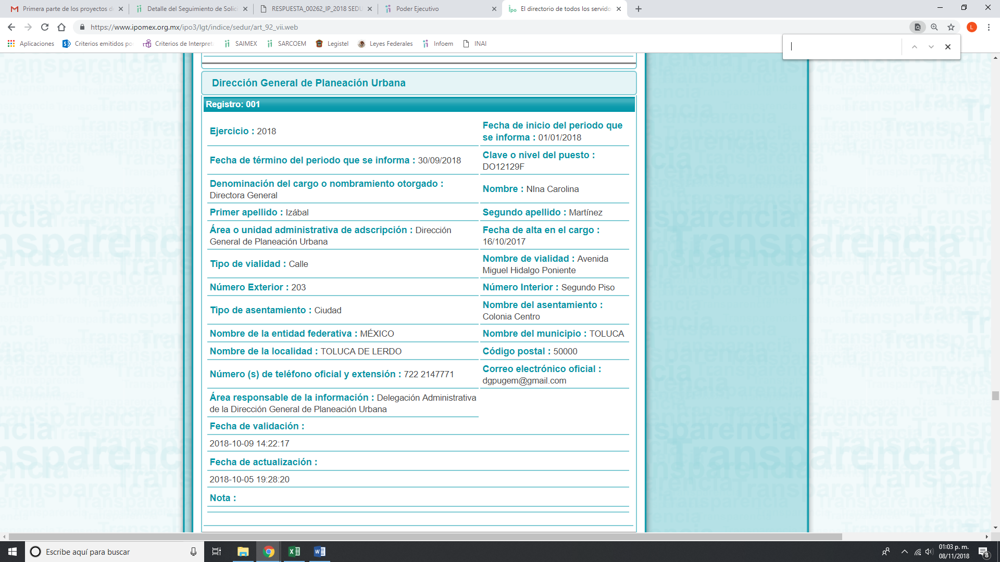 Primera parte de los proyectos d
Detalle del Seguimiento de Solici
RESPUESTA_00262_IP_2018 SEDU
Poder Ejecutivo
El directorio de todos los servido
https://www.ipomex.org.mx/ipo3/lgt/indice/sedur/art_92_vii.web
L
Aplicaciones
Criterios emitidos po
Criterios de Interpreta
SAIMEX
SARCOEM
Legistel
Leyes Federales
Infoem
INAI
Dirección General de Planeación Urbana
Registro: 001
Ejercicio : 2018
Fecha de inicio del periodo que
se informa : 01/01/2018
Fecha de término del periodo que se informa : 30/09/2018
Clave o nivel del puesto :
DO12129F
Denominación del cargo o nombramiento otorgado :
Directora General
Nombre : NIna Carolina
Primer apellido : Izábal
Segundo apellido : Martínez
Área o unidad administrativa de adscripción : Dirección
General de Planeación Urbana
Fecha de alta en el cargo :
16/10/2017
Tipo de vialidad : Calle
Nombre de vialidad : Avenida
Miguel Hidalgo Poniente
Número Exterior : 203
Número Interior : Segundo Piso
Tipo de asentamiento : Ciudad
Nombre del asentamiento :
Colonia Centro
Nombre de la entidad federativa : MÉXICO
Nombre del municipio : TOLUCA
Nombre de la localidad : TOLUCA DE LERDO
Código postal : 50000
Número (s) de teléfono oficial y extensión : 722 2147771
Correo electrónico oficial :
dgpugem@gmail.com
Área responsable de la información : Delegación Administrativa
de la Dirección General de Planeación Urbana
Fecha de validación :
2018-10-09 14:22:17
Fecha de actualización :
2018-10-05 19:28:20
Nota :
Transparencia
Escribe aquí para buscar
01:03 p. m.
08/11/2018
8